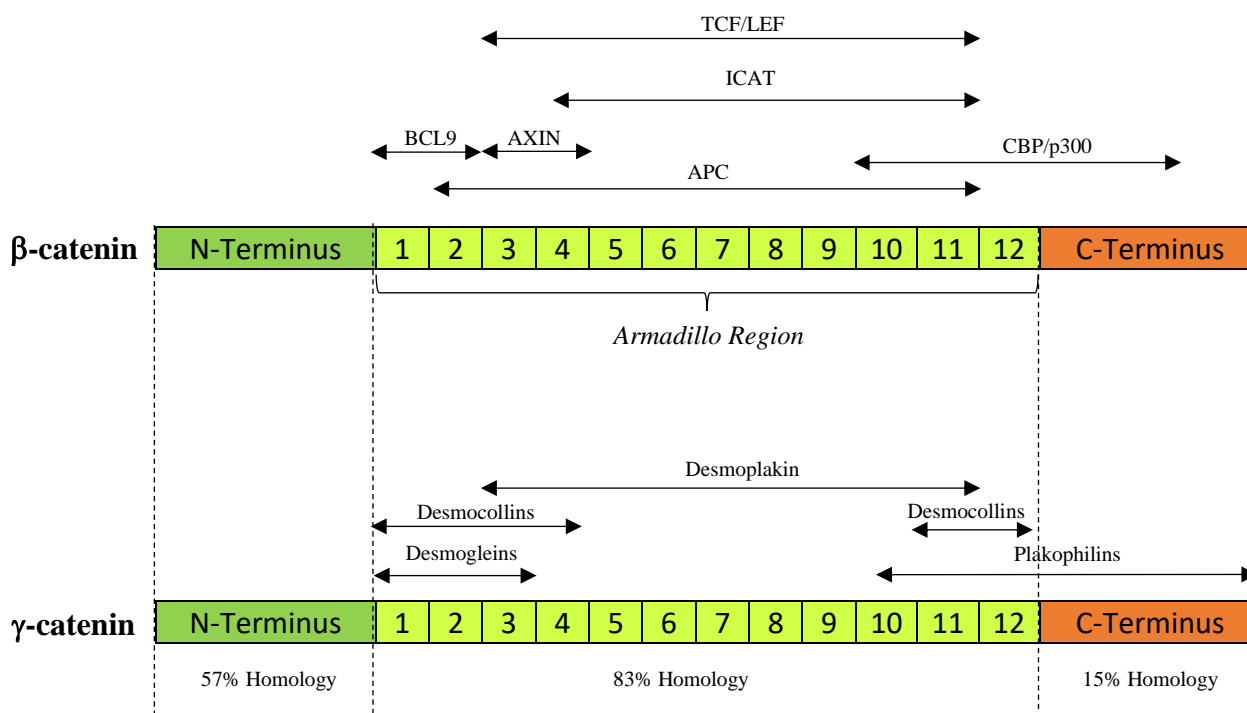 TCF/LEF
ICAT
BCL9 AXIN CBP/p300
APC
β-catenin N-Terminus 1 2 3 4 5 6 7 8 9 10 11 12 C-Terminus
Armadillo Region
Desmoplakin
Desmocollins Desmocollins
Desmogleins Plakophilins
γ-catenin N-Terminus 1 2 3 4 5 6 7 8 9 10 11 12 C-Terminus
57% Homology 83% Homology 15% Homology